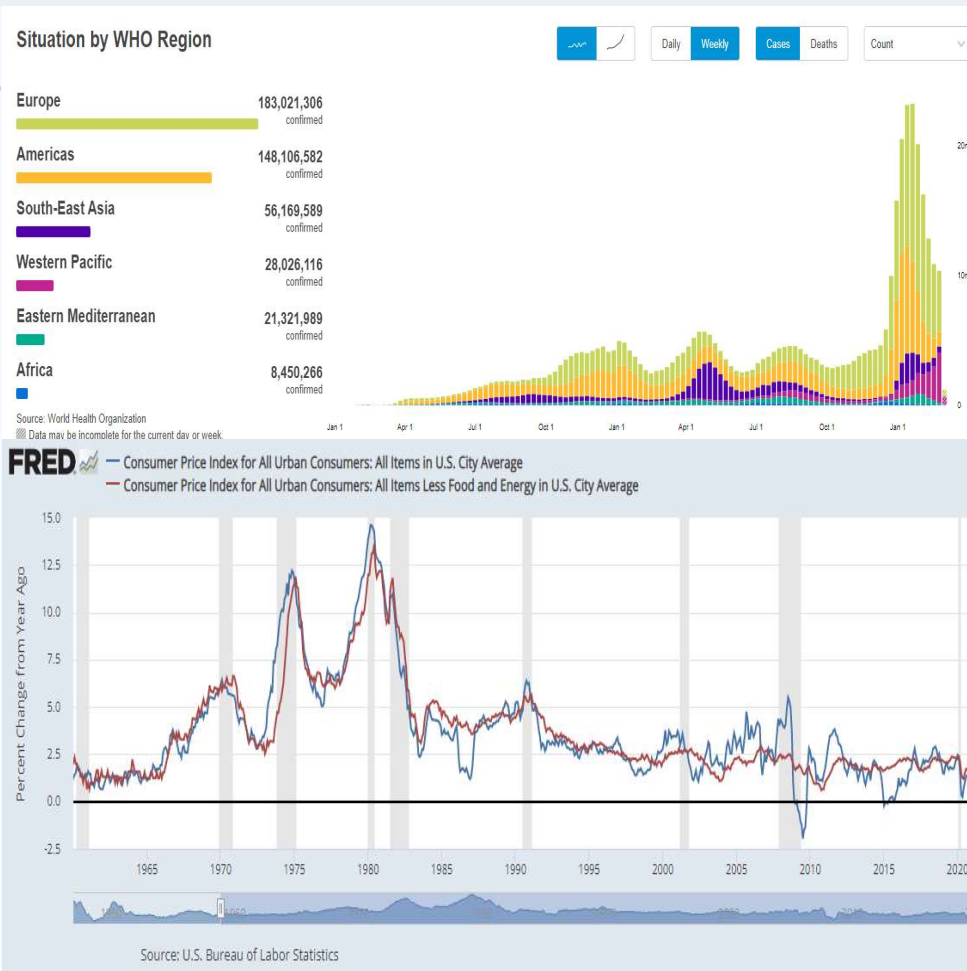 Situation by WHO Region
Daily Weekly Cases Deaths Count
Europe 183,021,306
confirmed
Americas 148,106,582
confirmed
South-East Asia 56,169,589
confirmed
Western Pacific 28,026,116
confirmed
Eastern Mediterranean 21,321,989
confirmed
Africa 8,450,266
confirmed
20m
10m
0
Jan 1 Apr 1 Jul 1 Oct 1 Jan 1 Apr 1 Jul 1 Oct 1 Jan 1
Source: World Health Organization
Data may be incomplete for the current day or week.
FRED
Consumer Price Index for All Urban Consumers: All Items in U.S. City Average
Consumer Price Index for All Urban Consumers: All Items Less Food and Energy in U.S. City Average
Percent Change from Year Ago
15.0
12.5
10.0
7.5
5.0
2.5
0.0
-2.5
1965 1970 1975 1980 1985 1990 1995 2000 2005 2010 2015 2020
1960
Source: U.S. Bureau of Labor Statistics